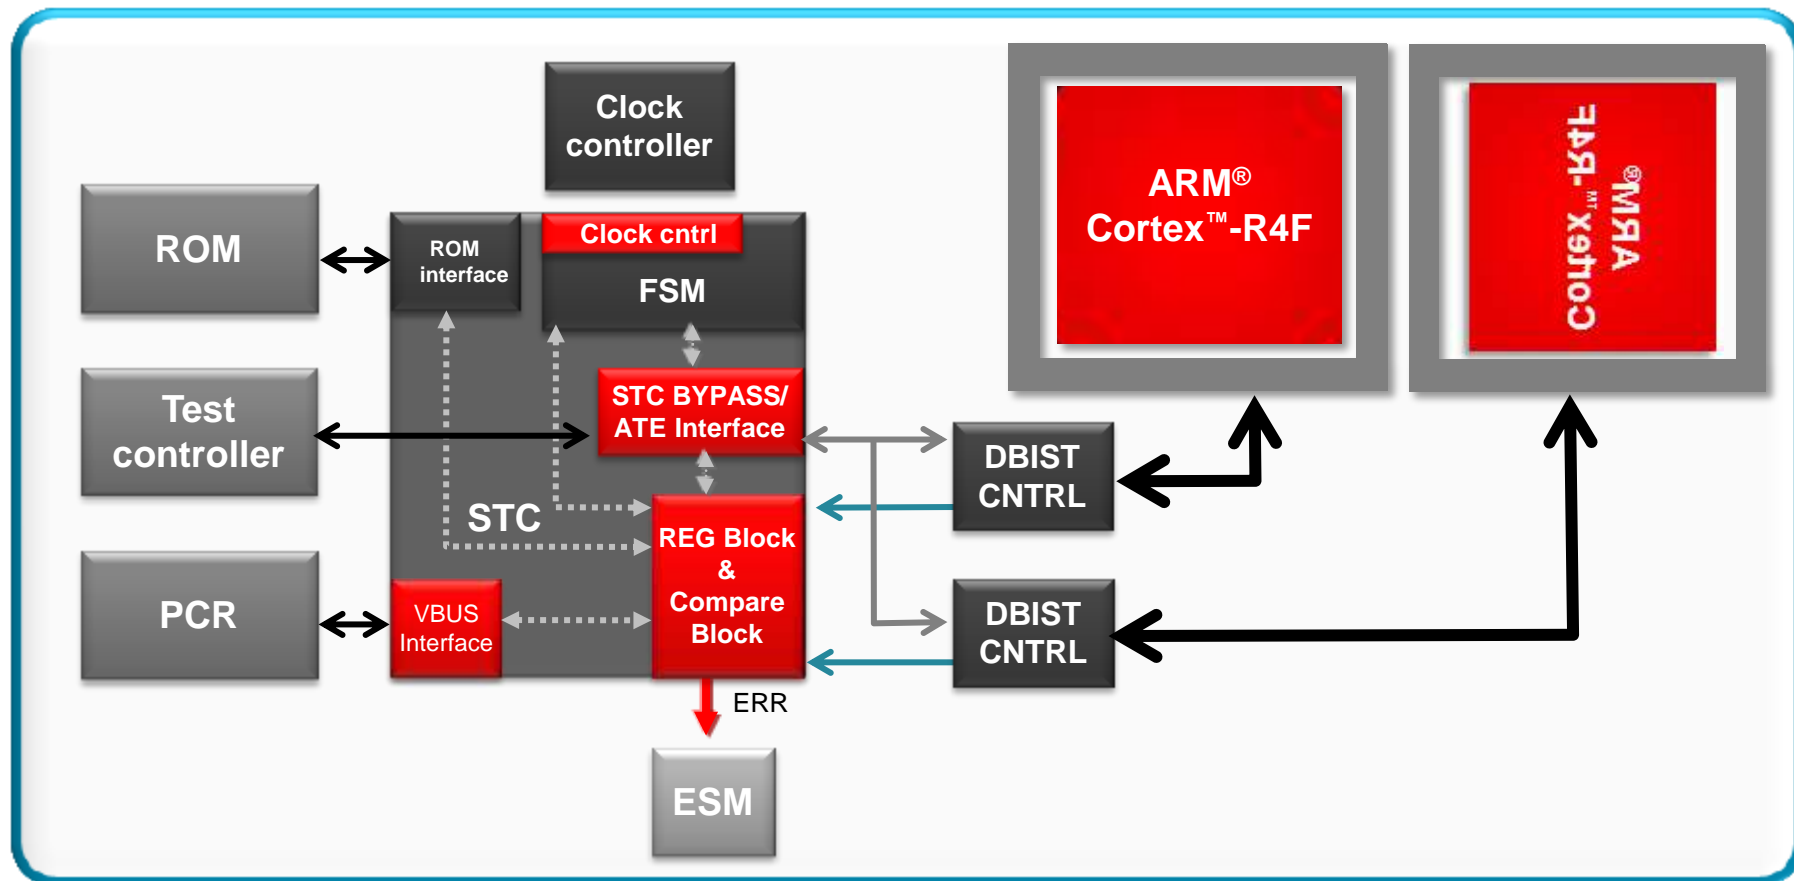 Clock
controller
ARM®
Cortex™-R4F
Cortex™-R4F
ARM®
ROM
ROM
interface
Clock cntrl
FSM
Test
controller
STC BYPASS/
ATE Interface
DBIST
CNTRL
STC
REG Block
&
Compare
Block
PCR
VBUS
Interface
DBIST
CNTRL
ERR
ESM